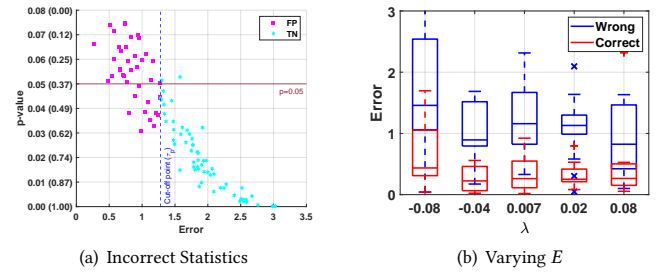 0.08 (0.00)
0.07 (0.12)
0.06 (0.25)
0.05 (0.37)
0.04 (0.49)
0.03 (0.62)
0.02 (0.74)
0.01 (0.87)
0.00 (1.00)
p-value
FP
TN
p=0.05
Cut-off point
0 0.5 1 1.5 2 2.5 3 3.5
Error
(a) Incorrect Statistics
3
2
1
0
Error
Wrong
Correct
-0.08 -0.04 0.007 0.02 0.08
λ
(b) Varying E